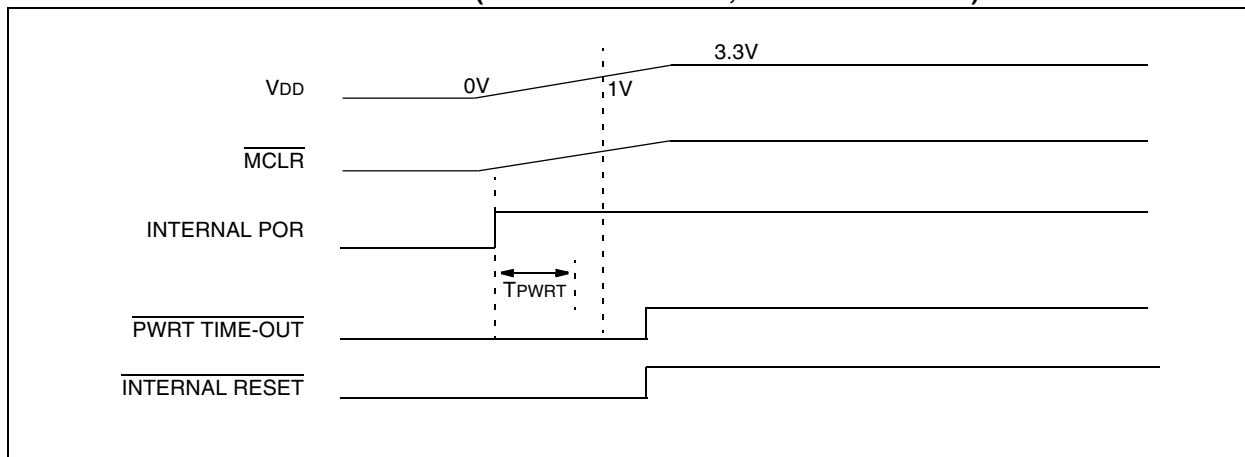 3.3V
VDD
0V
1V
MCLR
INTERNAL POR
TPWRT
PWRT TIME-OUT
INTERNAL RESET